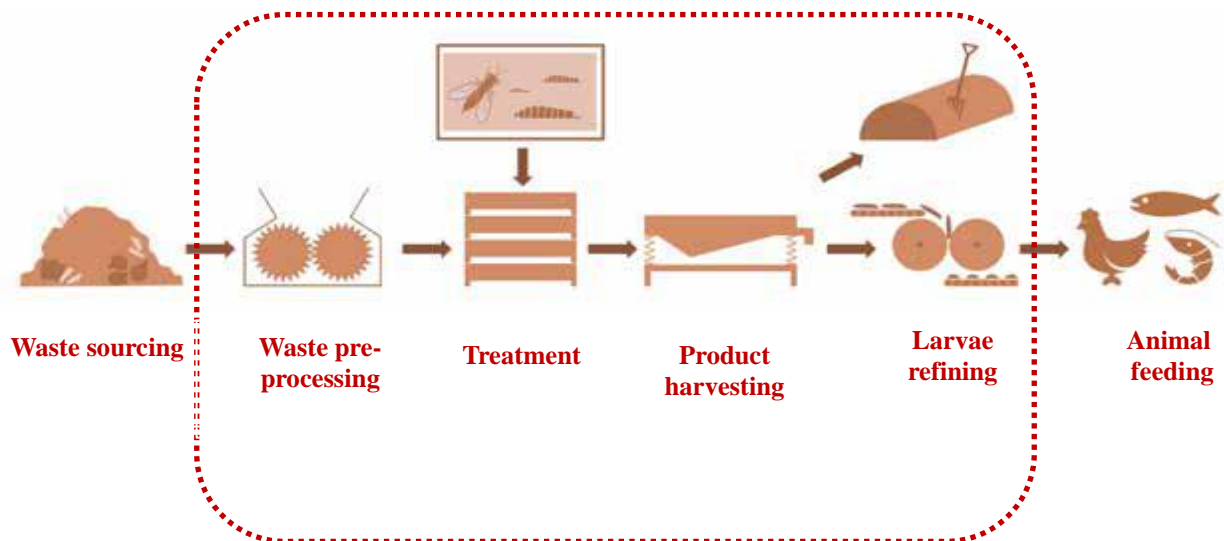 Waste sourcing
Waste pre-
processing
Treatment
Product
harvesting
Larvae
refining
Animal
feeding